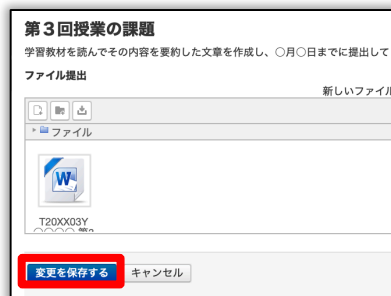 第３回授業の課題
学習教材を読んでその内容を要約した文章を作成し、○月○日までに提出して
ファイル提出
新しいファイル
ファイル
W
T20XX03Y
変更を保存する
キャンセル